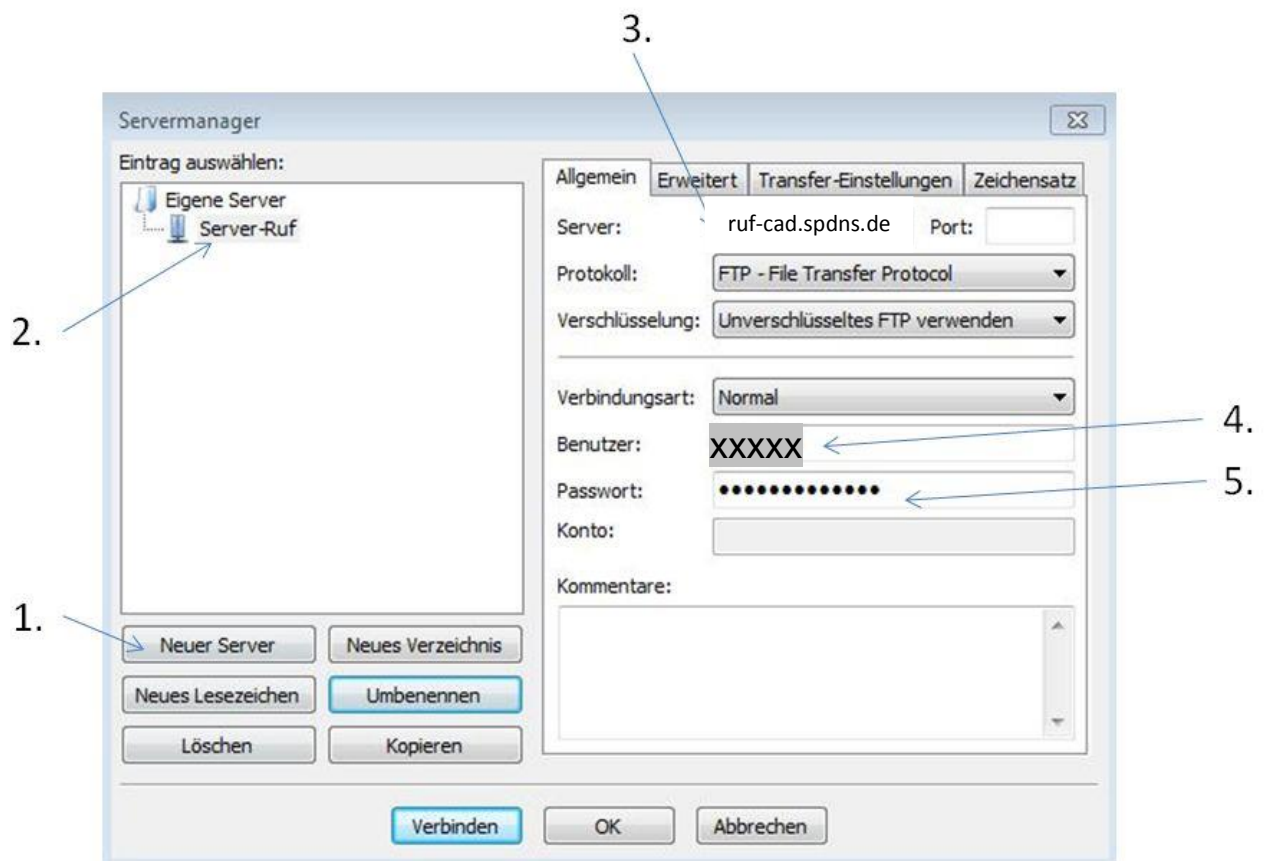 3.
Servermanager
Eintrag auswählen:
Eigene Server
Server-Ruf
2.
1.
Neuer Server
Neues Verzeichnis
Neues Lesezeichen
Umbenennen
Löschen
Kopieren
Allgemein
Erweitert
Transfer-Einstellungen
Zeichensatz
Server: ruf-cad.spdns.de Port:
Protokoll: FTP - File Transfer Protocol
Verschlüsselung: Unverschlüsseltes FTP verwenden
Verbindungsart: Normal
Benutzer: XXXXX
4.
Passwort: •••••••••••••
5.
Konto:
Kommentare:
Verbinden
OK
Abbrechen